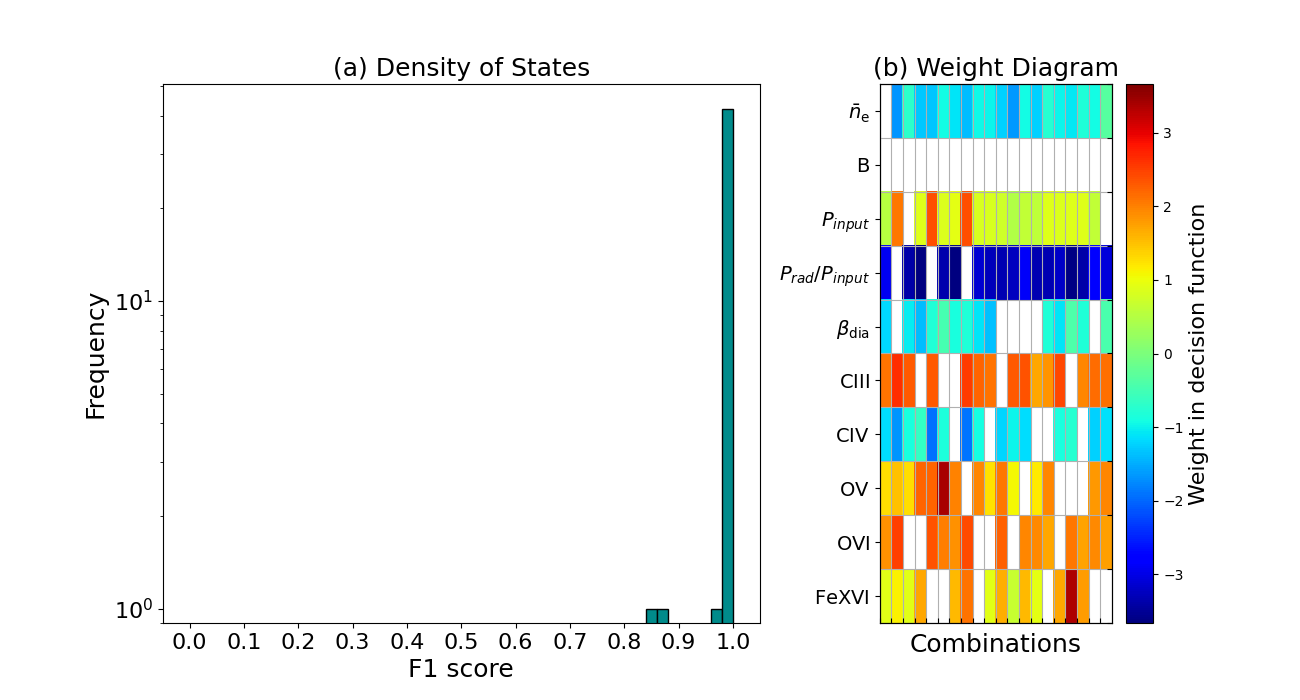 (a) Density of States
Frequency
10¹
10⁰
0.0 0.1 0.2 0.3 0.4 0.5 0.6 0.7 0.8 0.9 1.0
F1 score
(b) Weight Diagram
n̄e
B
Pinput
Prad/Pinput
βdia
CIII
CIV
OV
OVI
FeXVI
Combinations
3
2
1
0
−1
−2
−3
Weight in decision function